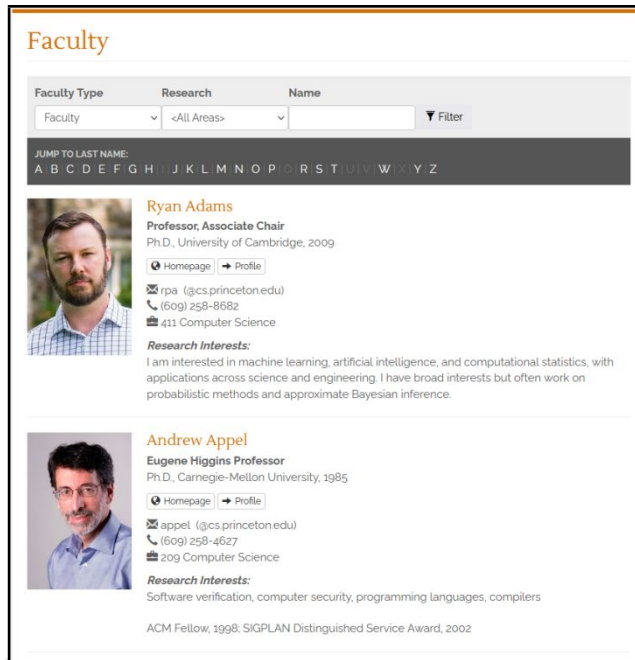 Faculty
Faculty Type Research Name
Faculty <All Areas> Filter
JUMP TO LAST NAME:
A B C D E F G H I J K L M N O P Q R S T U V W X Y Z
Ryan Adams
Professor, Associate Chair
Ph.D., University of Cambridge, 2009
Homepage Profile
rpa (@cs.princeton.edu)
(609) 258-8682
411 Computer Science
Research Interests:
I am interested in machine learning, artificial intelligence, and computational statistics, with
applications across science and engineering. I have broad interests but often work on
probabilistic methods and approximate Bayesian inference.
Andrew Appel
Eugene Higgins Professor
Ph.D., Carnegie-Mellon University, 1985
Homepage Profile
appel (@cs.princeton.edu)
(609) 258-4627
209 Computer Science
Research Interests:
Software verification, computer security, programming languages, compilers
ACM Fellow, 1998; SIGPLAN Distinguished Service Award, 2002